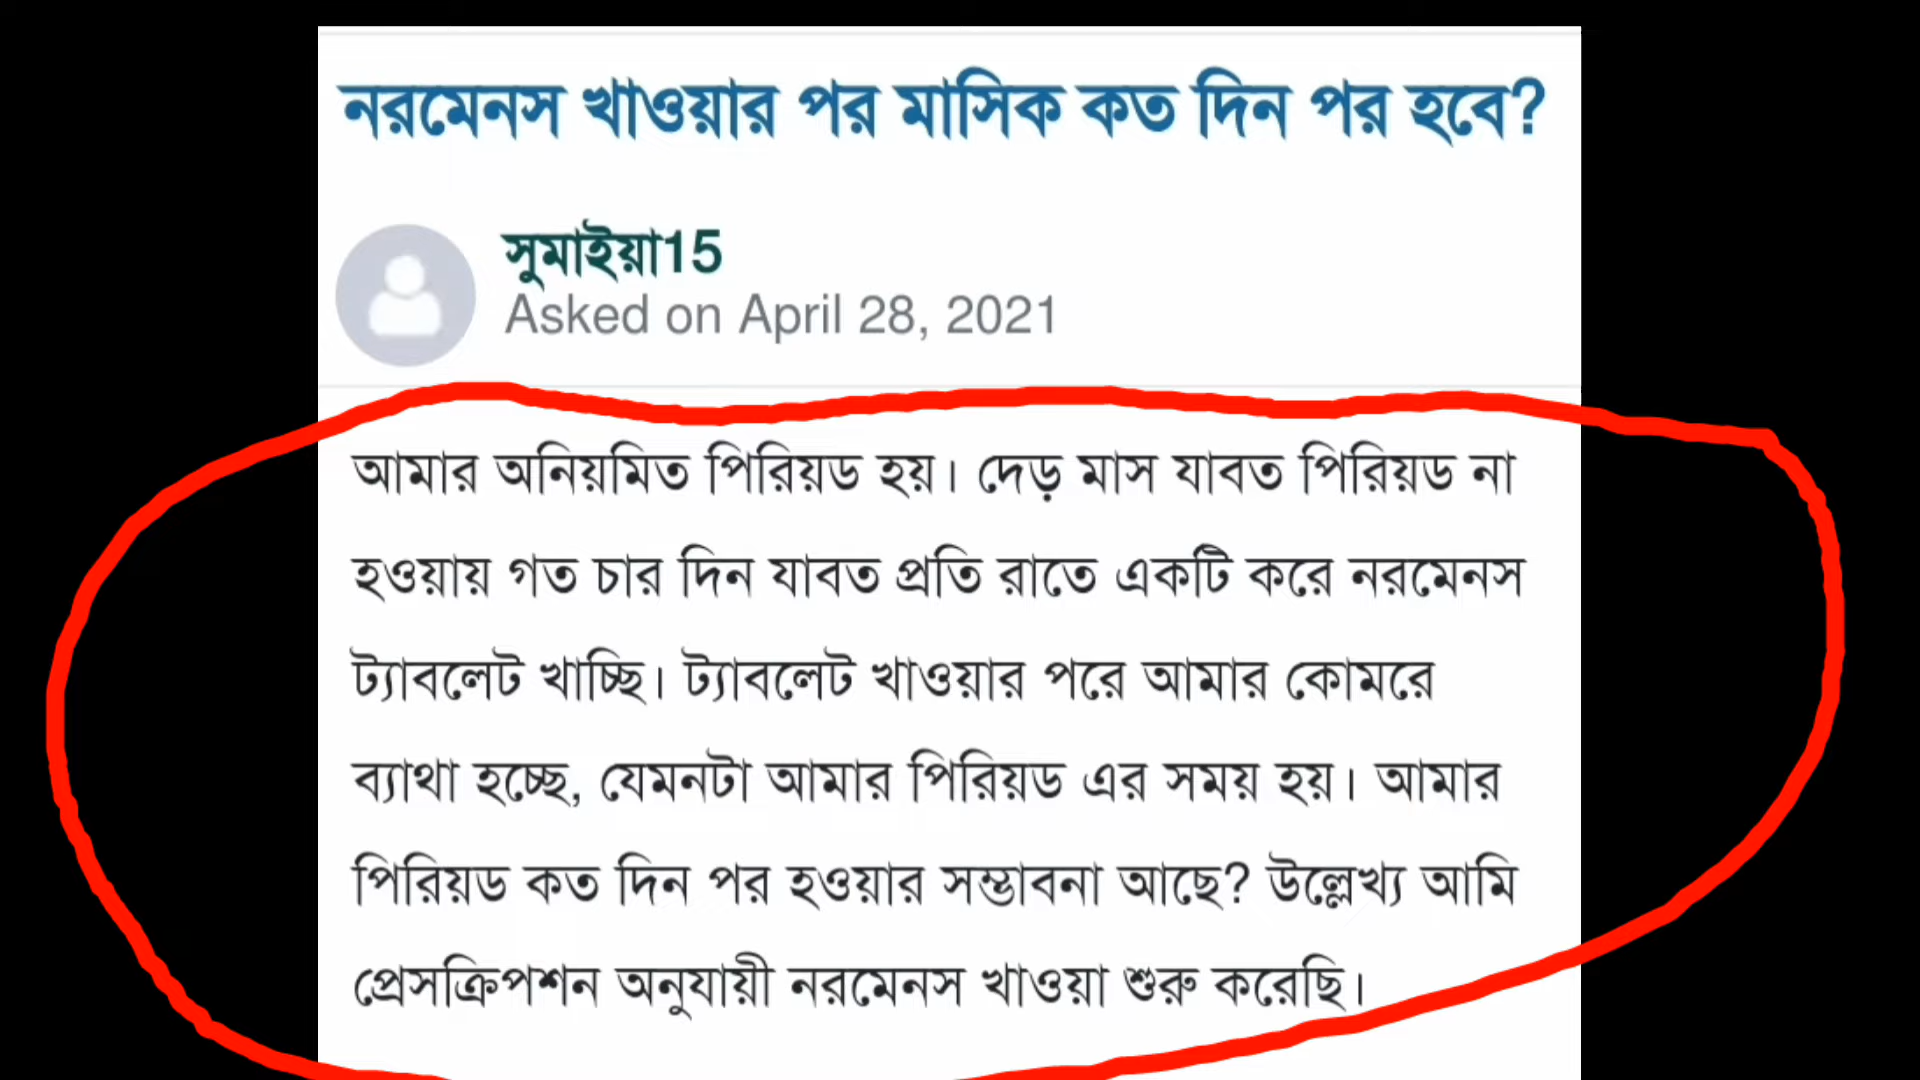 নরমেনস খাওয়ার পর মাসিক কত দিন পর হবে?
সুমাইয়া15
Asked on April 28, 2021
আমার অনিয়মিত পিরিয়ড হয়। দেড় মাস যাবত পিরিয়ড না
হওয়ায় গত চার দিন যাবত প্রতি রাতে একটি করে নরমেনস
ট্যাবলেট খাচ্ছি। ট্যাবলেট খাওয়ার পরে আমার কোমরে
ব্যাথা হচ্ছে, যেমনটা আমার পিরিয়ড এর সময় হয়। আমার
পিরিয়ড কত দিন পর হওয়ার সম্ভাবনা আছে? উল্লেখ্য আমি
প্রেসক্রিপশন অনুযায়ী নরমেনস খাওয়া শুরু করেছি।